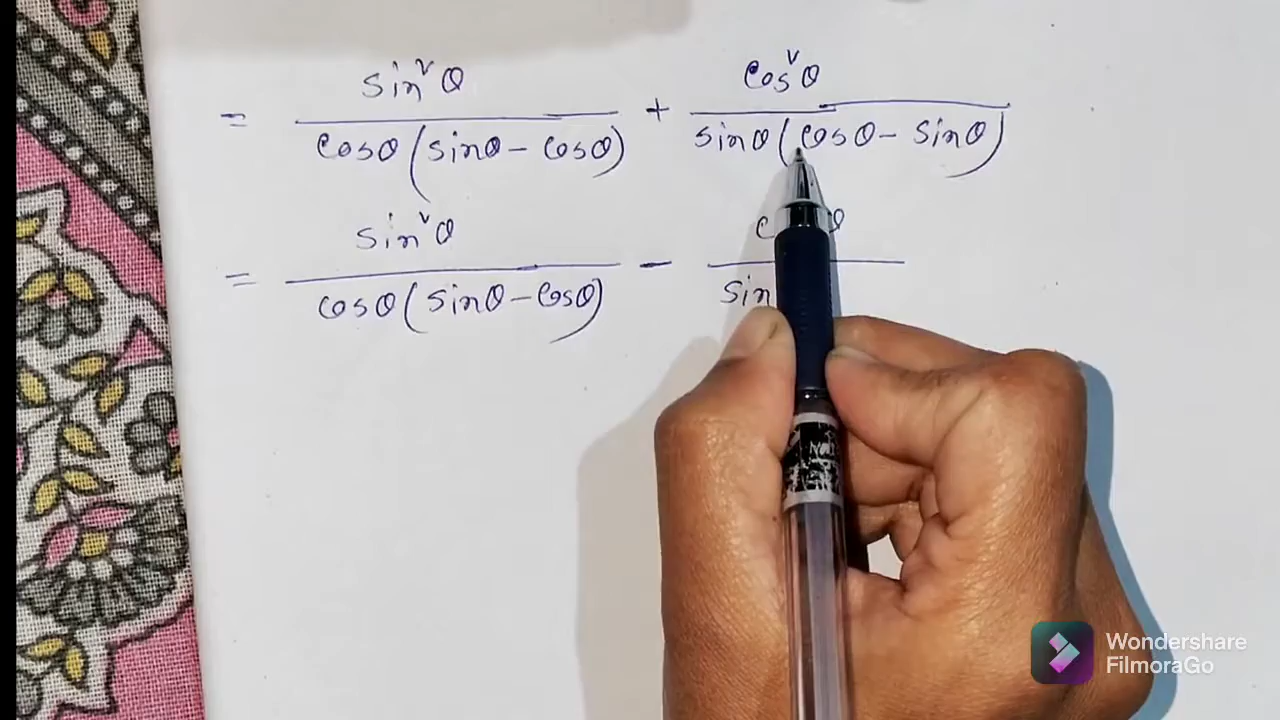 = sin²θ / cosθ(sinθ - cosθ) + cos²θ / sinθ(cosθ - sinθ)
= sin²θ / cosθ(sinθ - cosθ) -
Wondershare
FilmoraGo